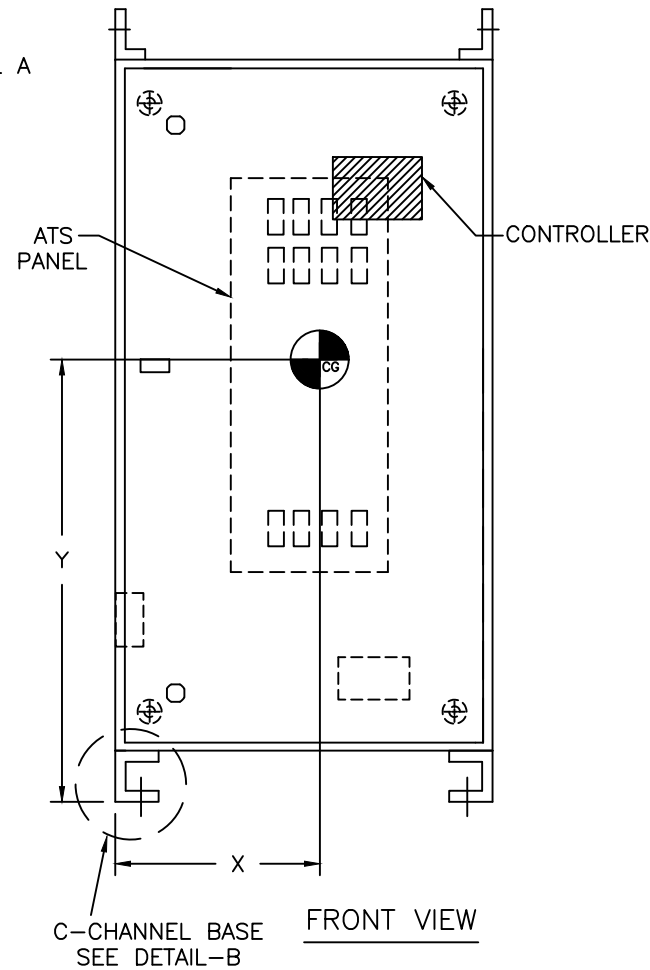 A
ATS
PANEL
CONTROLLER
CG
Y
X
C-CHANNEL BASE
SEE DETAIL-B
FRONT VIEW